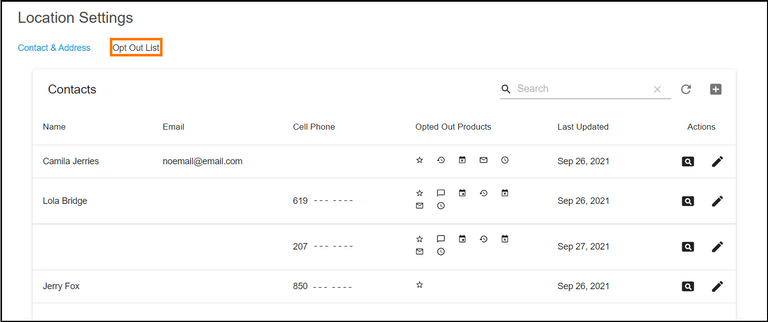 Location Settings
Contact & Address Opt Out List
Contacts Search
Name Email Cell Phone Opted Out Products Last Updated Actions
Camila Jerries noemail@email.com Sep 26, 2021
Lola Bridge 619 --- ---- Sep 26, 2021
207 --- ---- Sep 27, 2021
Jerry Fox 850 --- ---- Sep 26, 2021